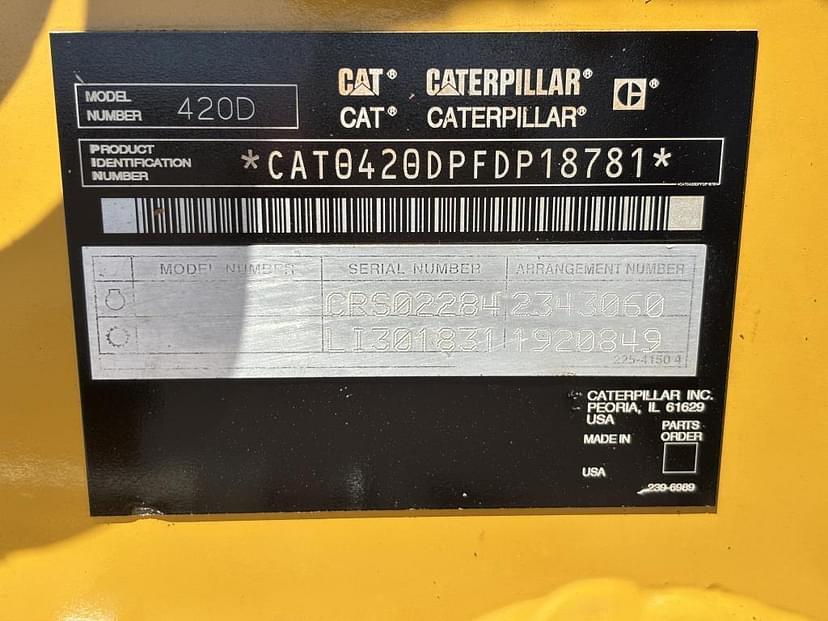 CAT® CATERPILLAR®
CAT® CATERPILLAR®
MODEL NUMBER 420D
PRODUCT IDENTIFICATION NUMBER *CAT0420DPFDP18781*
MODEL NUMBER SERIAL NUMBER ARRANGEMENT NUMBER
CRS02284 2343060
LI301831 1920849
225-4150 4
CATERPILLAR INC.
PEORIA, IL 61629
USA
MADE IN
USA
PARTS
ORDER
239-6989